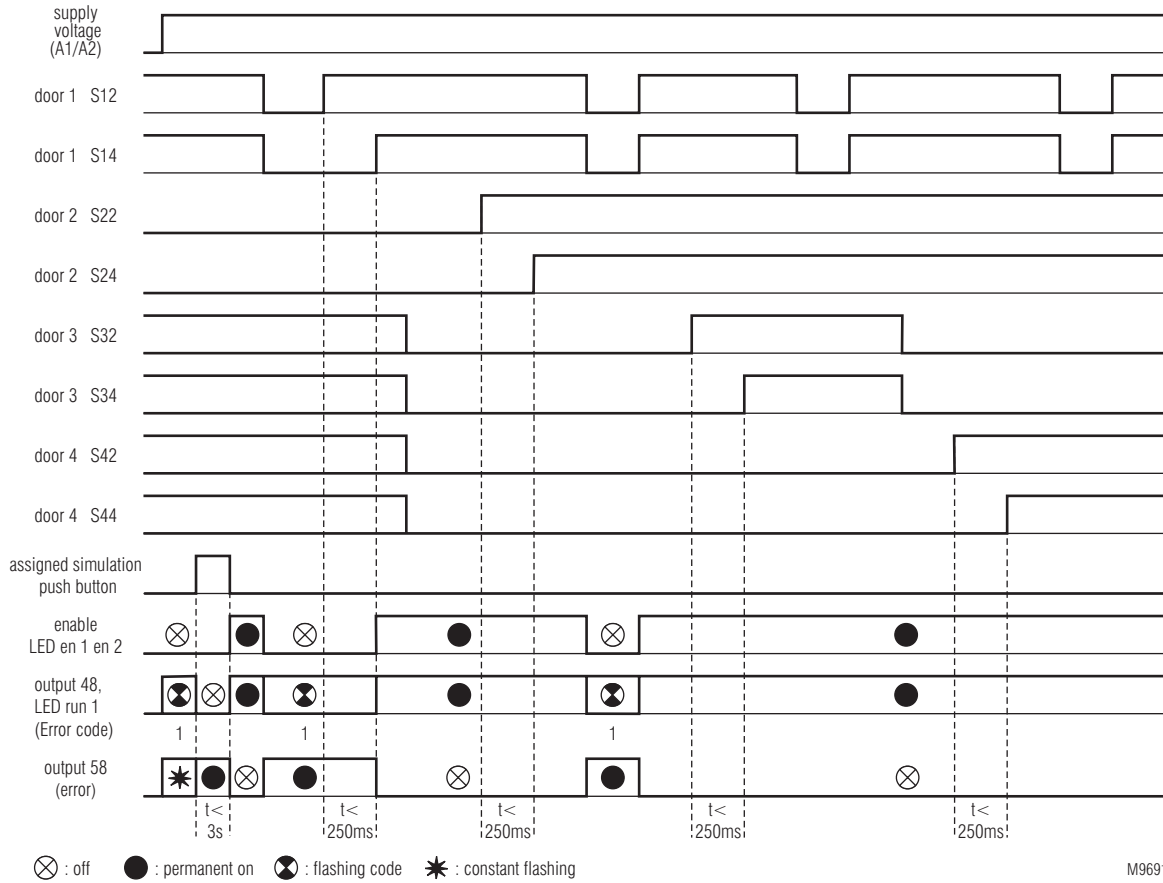 supply
voltage
(A1/A2)
door 1 S12
door 1 S14
door 2 S22
door 2 S24
door 3 S32
door 3 S34
door 4 S42
door 4 S44
assigned simulation
push button
enable
LED en 1 en 2
output 48,
LED run 1
(Error code)
1 1 1
output 58
(error)
t< t< t< t< t<
3s 250ms 250ms 250ms 250ms
: off : permanent on : flashing code : constant flashing
M9691